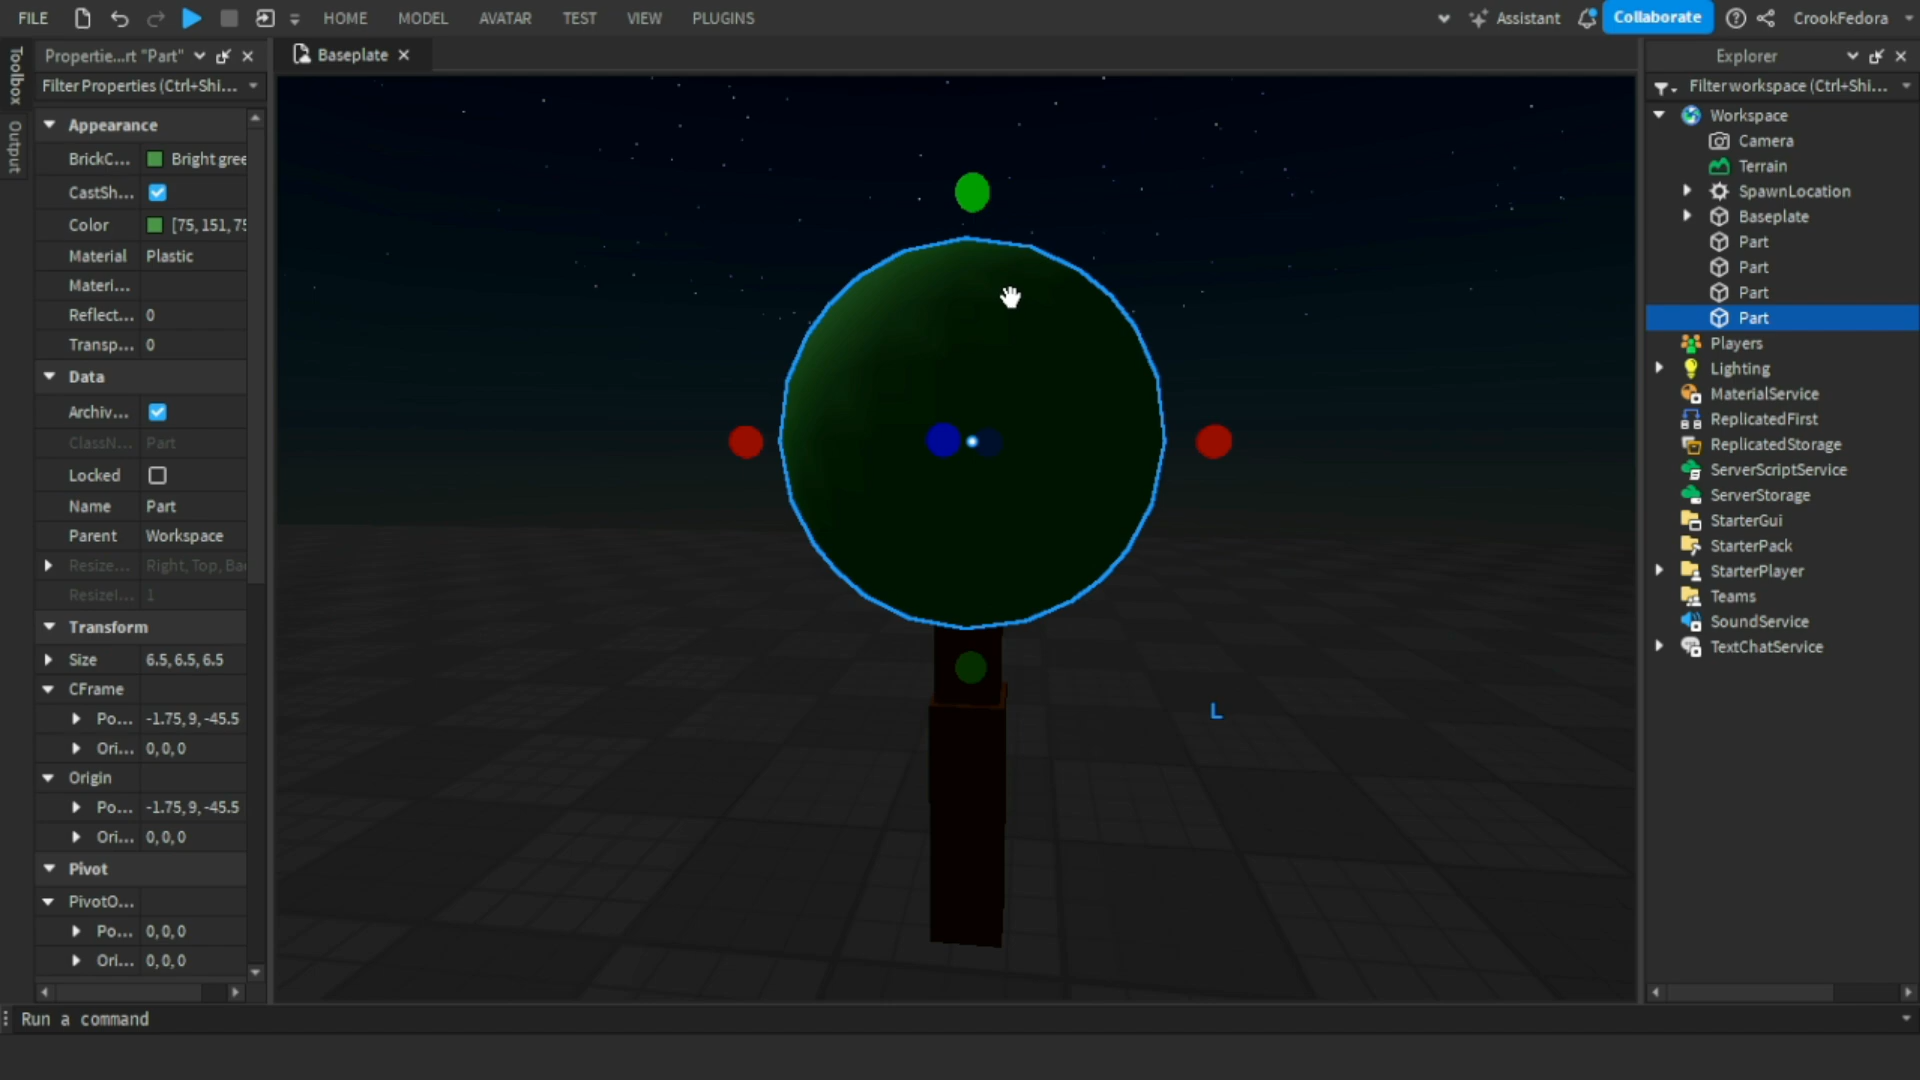 FILE HOME MODEL AVATAR TEST VIEW PLUGINS Assistant Collaborate CrookFedora
Toolbox
Output
Propertie...rt "Part"
Filter Properties (Ctrl+Shi...
Appearance
BrickC... Bright gree
CastSh...
Color [75, 151, 75
Material Plastic
Materi...
Reflect... 0
Transp... 0
Data
Archiv...
ClassN... Part
Locked
Name Part
Parent Workspace
Resize... Right, Top, Bac
ResizeI... 1
Transform
Size 6.5, 6.5, 6.5
CFrame
Po... -1.75, 9, -45.5
Ori... 0, 0, 0
Origin
Po... -1.75, 9, -45.5
Ori... 0, 0, 0
Pivot
PivotO...
Po... 0, 0, 0
Ori... 0, 0, 0
Baseplate
L
Explorer
Filter workspace (Ctrl+Shi...
Workspace
Camera
Terrain
SpawnLocation
Baseplate
Part
Part
Part
Part
Players
Lighting
MaterialService
ReplicatedFirst
ReplicatedStorage
ServerScriptService
ServerStorage
StarterGui
StarterPack
StarterPlayer
Teams
SoundService
TextChatService
Run a command